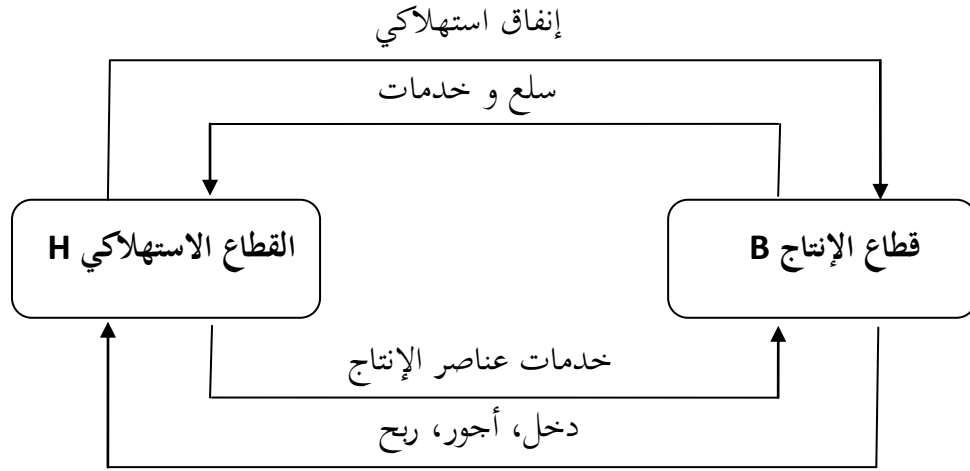 إنفاق استهلاكي
سلع و خدمات
قطاع الإنتاج B
القطاع الاستهلاكي H
خدمات عناصر الإنتاج
دخل، أجور، ربح